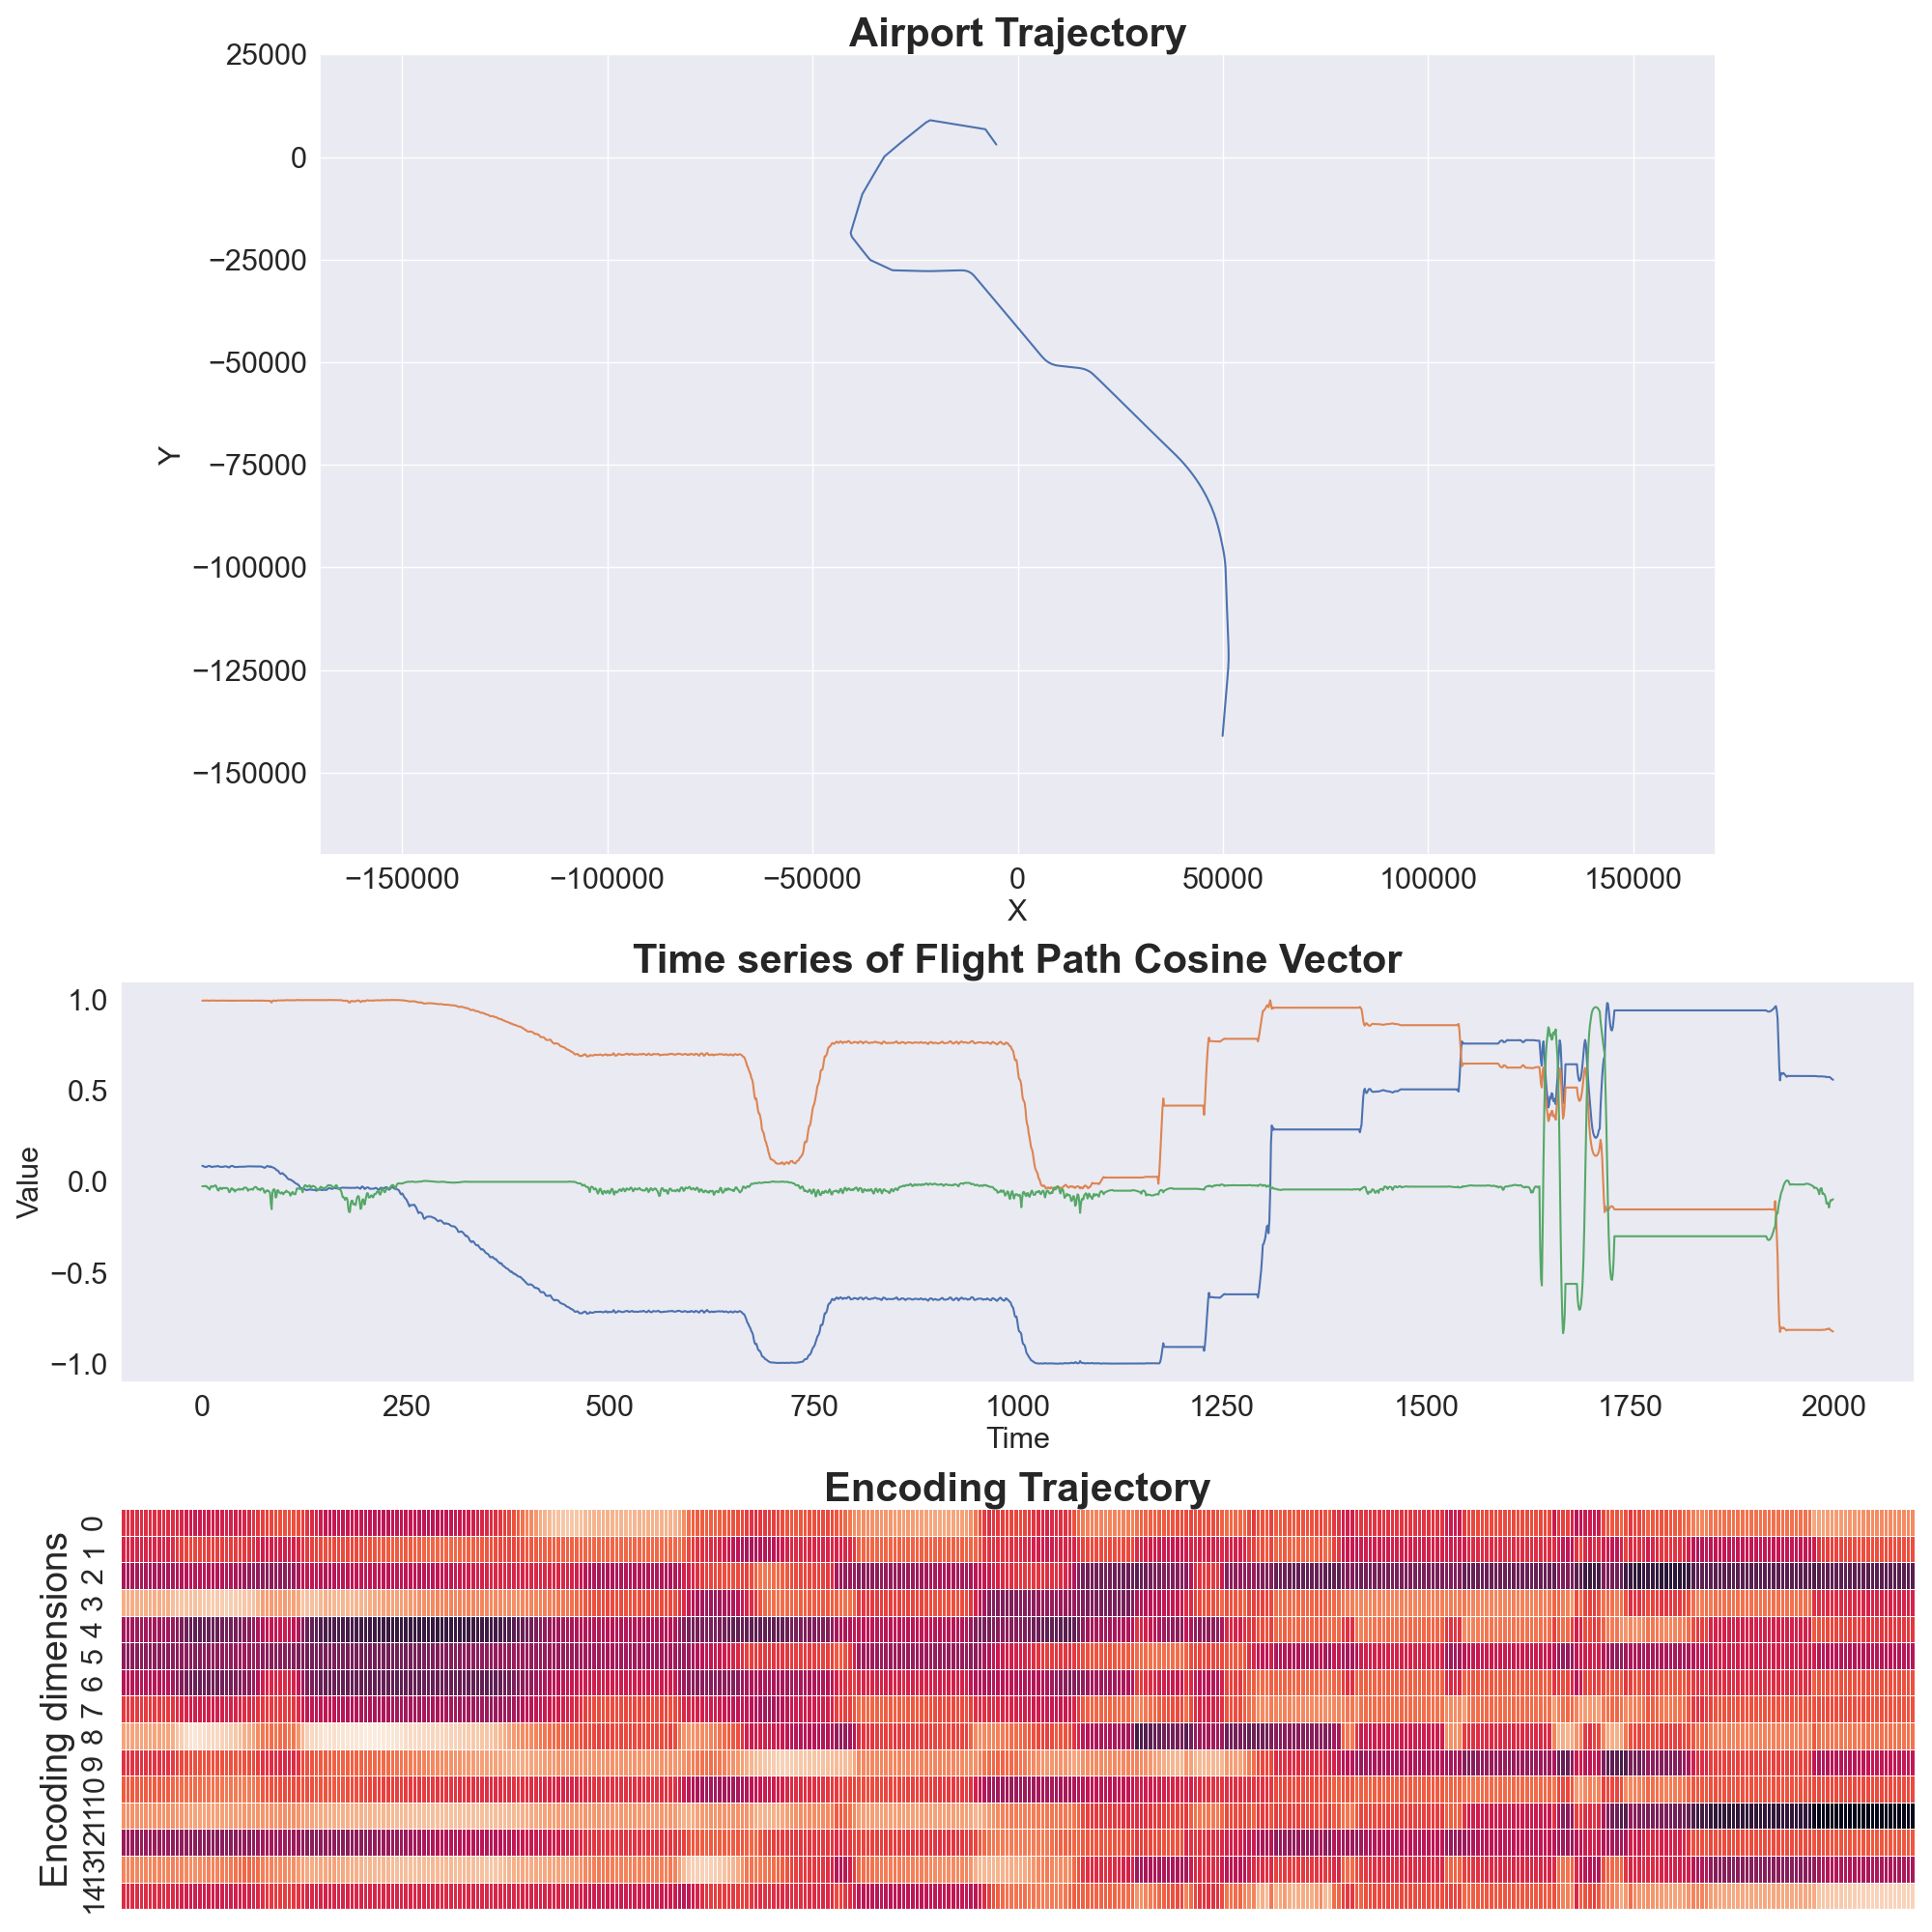 Airport Trajectory
25000
0
−25000
−50000
−75000
−100000
−125000
−150000
Y
−150000 −100000 −50000 0 50000 100000 150000
X
Time series of Flight Path Cosine Vector
1.0
0.5
0.0
−0.5
−1.0
Value
0 250 500 750 1000 1250 1500 1750 2000
Time
Encoding Trajectory
Encoding dimensions
0
1
2
3
4
5
6
7
8
9
10
11
12
13
14